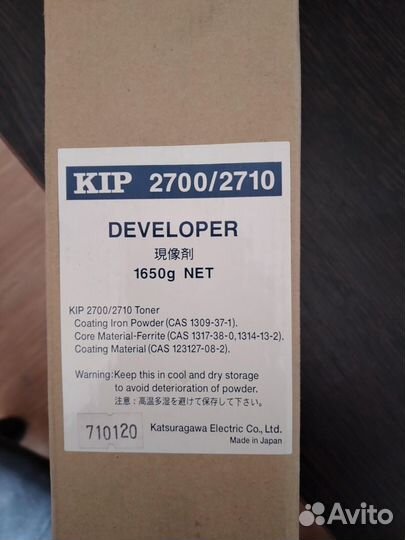 KIP 2700/2710
DEVELOPER
現像剤
1650g NET
KIP 2700/2710 Toner
Coating Iron Powder (CAS 1309-37-1).
Core Material-Ferrite (CAS 1317-38-0,1314-13-2).
Coating Material (CAS 123127-08-2).
Warning:Keep this in cool and dry storage
to avoid deterioration of powder.
注意：高温多湿を避けて保存して下さい。
710120
Katsuragawa Electric Co., Ltd.
Made in Japan
Avito